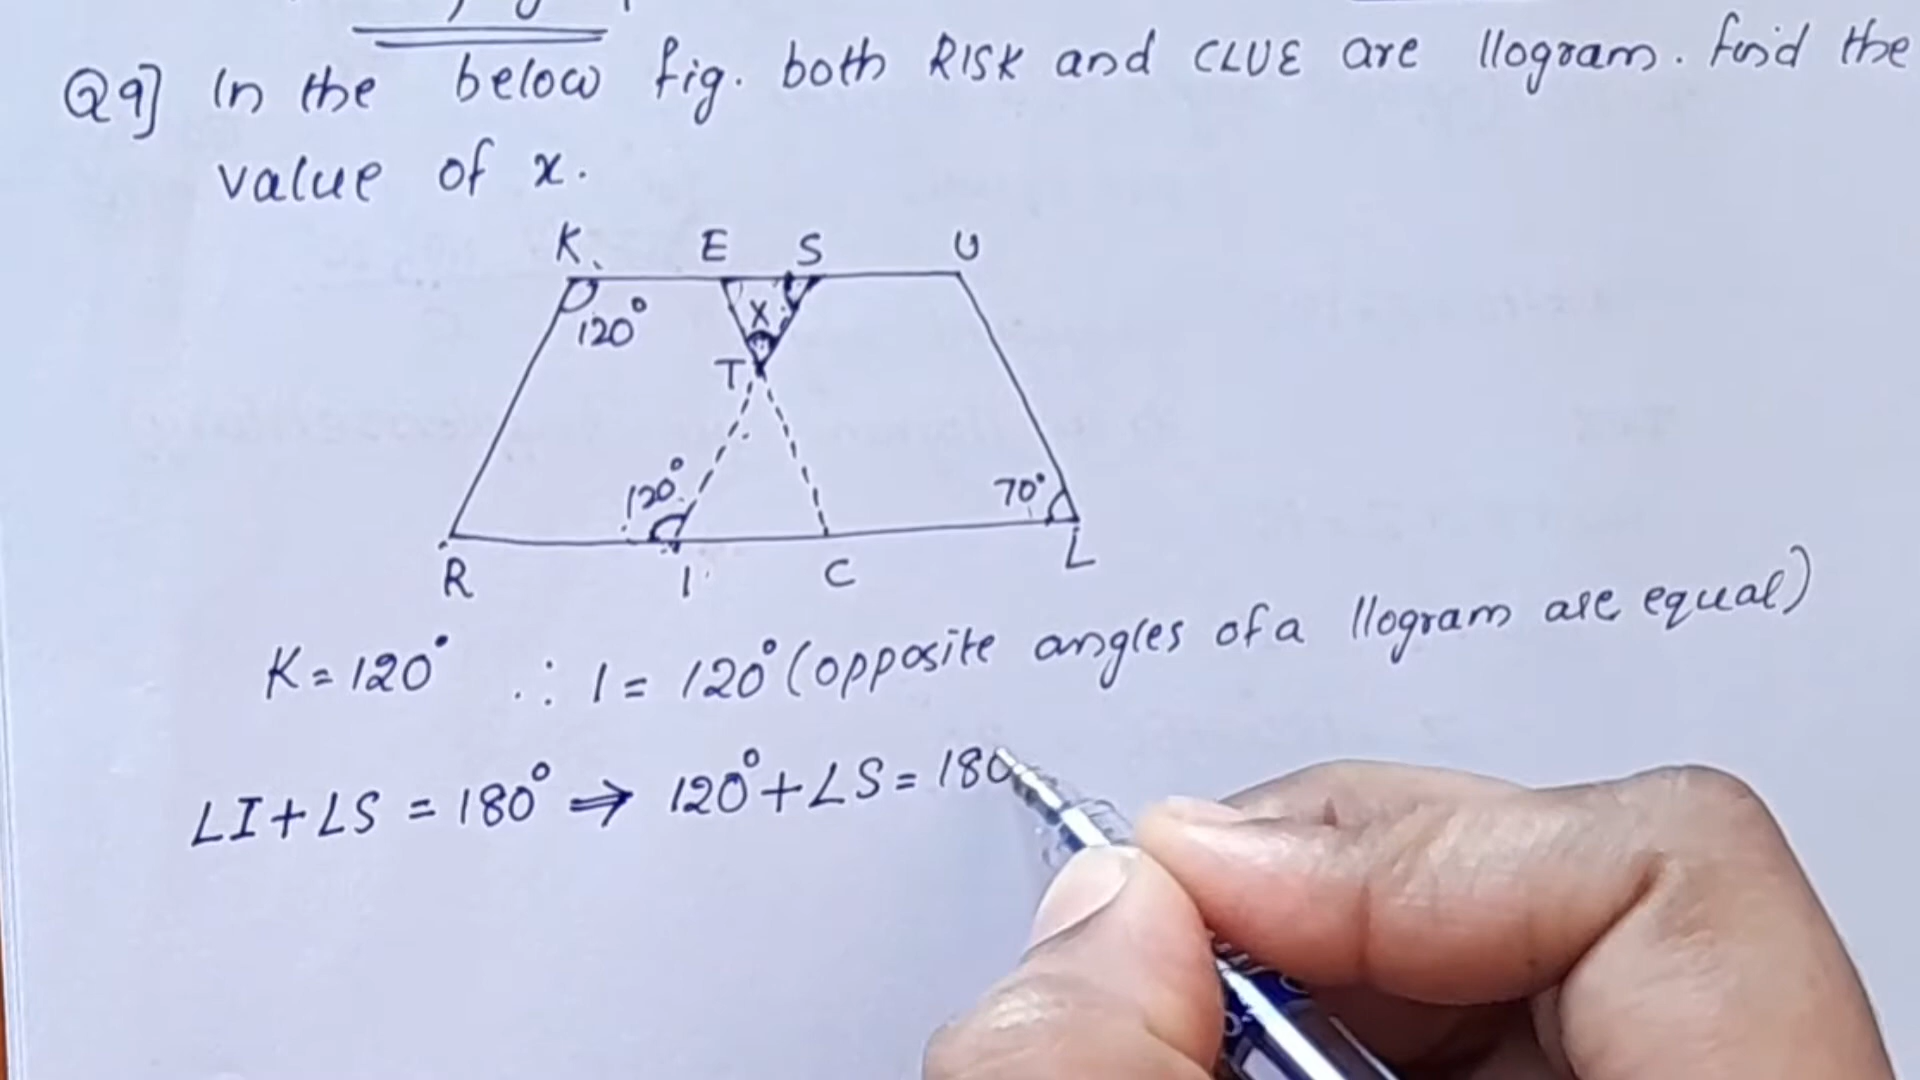 Q9] In the below fig. both RISK and CLUE are llogram. find the
value of x.
K E S U
120°
x
T
120°
70°
R I C L
K = 120° ∴ I = 120° (opposite angles of a llogram are equal)
∠I + ∠S = 180° ⇒ 120° + ∠S = 180